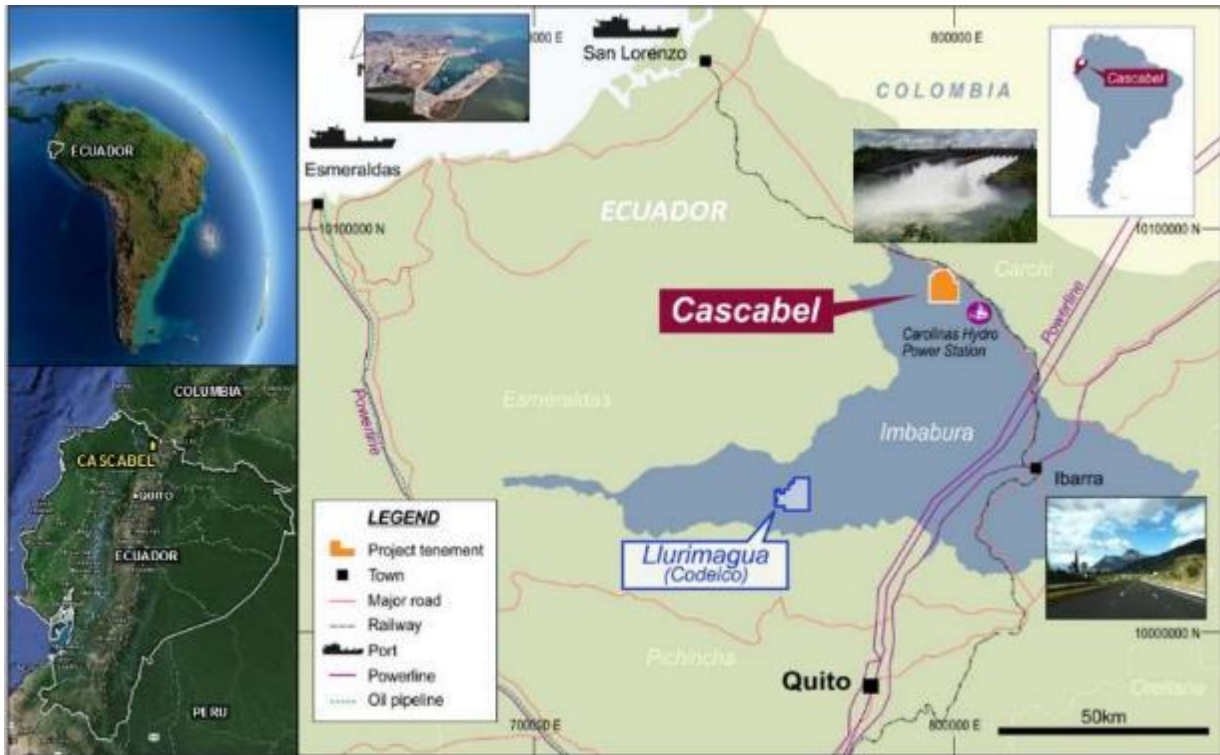 ECUADOR
COLUMBIA
CASCABEL
QUITO
ECUADOR
PERU
San Lorenzo
800000 E
COLOMBIA
Cascabel
Esmeraldas
ECUADOR
10100000 N
10100000 N
Carchi
Powerline
Cascabel
Carolinas Hydro
Power Station
Esmeraldas
Powerline
Imbabura
Ibarra
Llurimagua
(Codelco)
LEGEND
Project tenement
Town
Major road
Railway
Port
Powerline
Oil pipeline
10000000 N
Pichincha
Quito
Orellana
700000 E
800000 E
50km